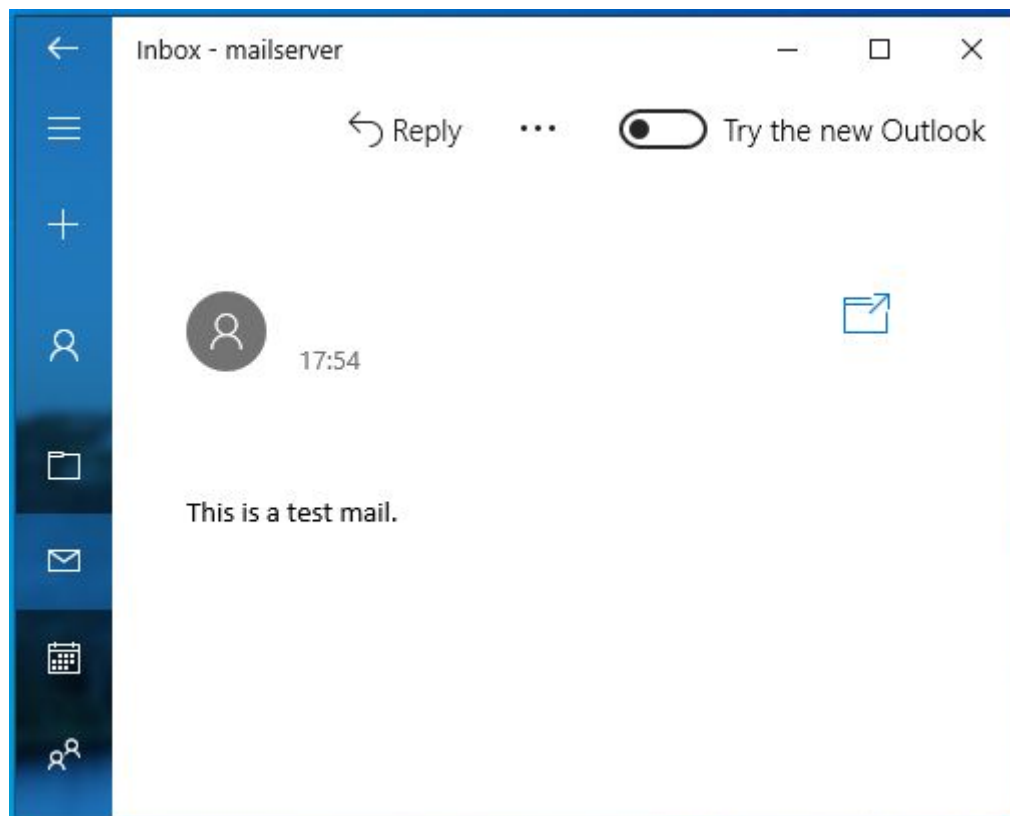 Inbox - mailserver
Reply ··· Try the new Outlook
17:54
This is a test mail.